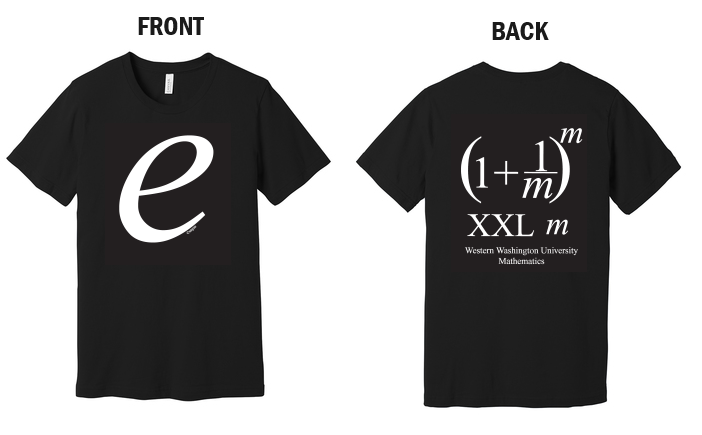 FRONT
BACK
e
(1+1/m)^m
XXL m
Western Washington University
Mathematics